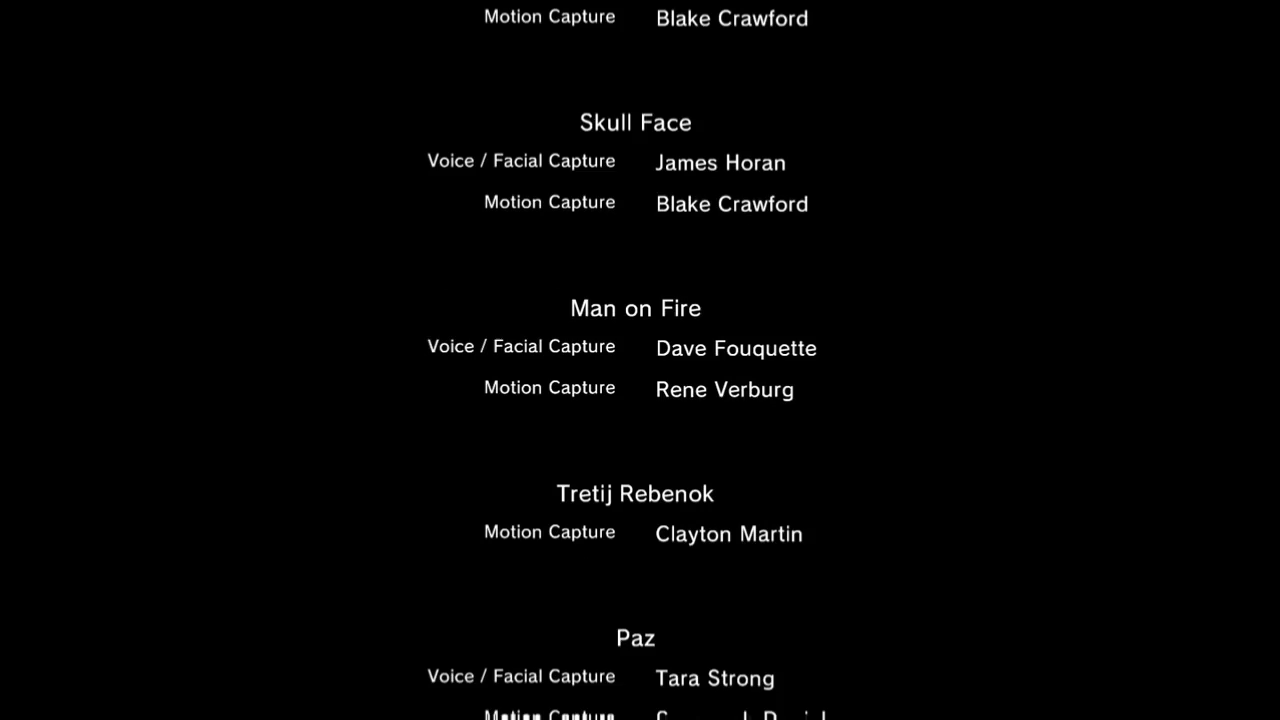 Motion Capture Blake Crawford
Skull Face
Voice / Facial Capture James Horan
Motion Capture Blake Crawford
Man on Fire
Voice / Facial Capture Dave Fouquette
Motion Capture Rene Verburg
Tretij Rebenok
Motion Capture Clayton Martin
Paz
Voice / Facial Capture Tara Strong
Motion Capture